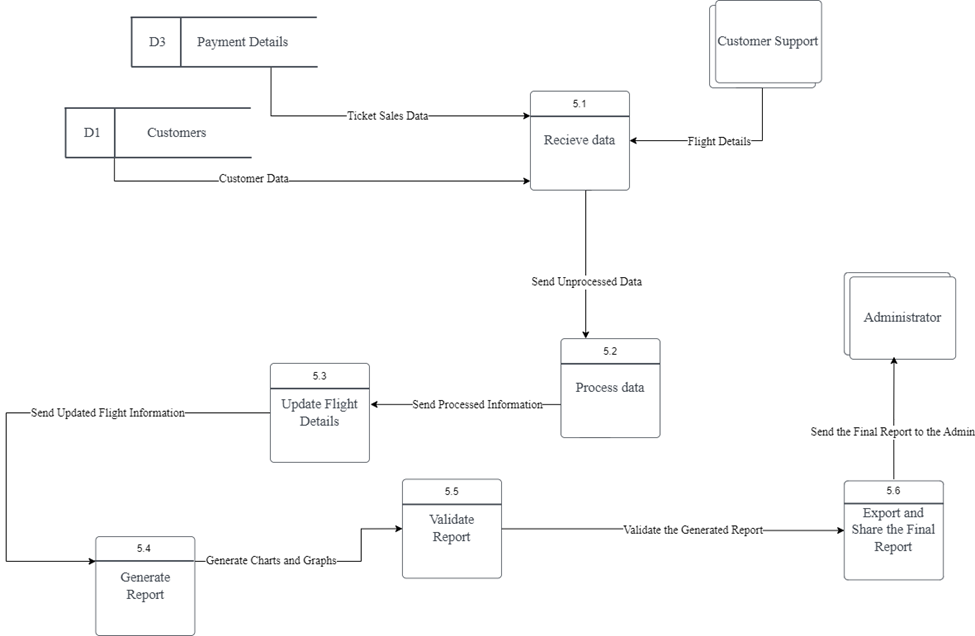 D3
Payment Details
Customer Support
5.1
Ticket Sales Data
D1
Customers
Recieve data
Flight Details
Customer Data
Send Unprocessed Data
Administrator
5.2
5.3
Process data
Update Flight
Details
Send Processed Information
Send Updated Flight Information
Send the Final Report to the Admin
5.5
5.6
Validate
Report
Export and
Share the Final
Report
Validate the Generated Report
5.4
Generate Charts and Graphs
Generate
Report